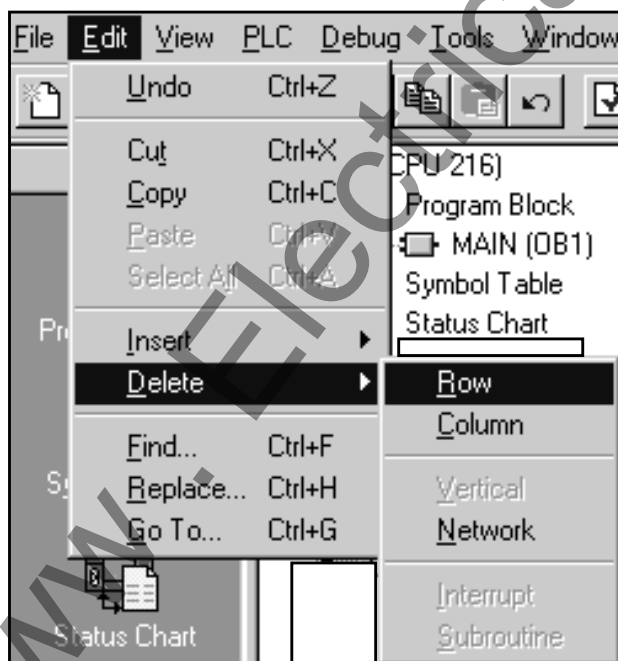 File Edit View PLC Debug Tools Window
Undo Ctrl+Z
Cut Ctrl+X
Copy Ctrl+C
Paste Ctrl+V
Select All Ctrl+A
Insert
Delete
Find... Ctrl+F
Replace... Ctrl+H
Go To... Ctrl+G
CPU 216)
Program Block
MAIN (OB1)
Symbol Table
Status Chart
Row
Column
Vertical
Network
Interrupt
Subroutine
Status Chart
www.Electrica